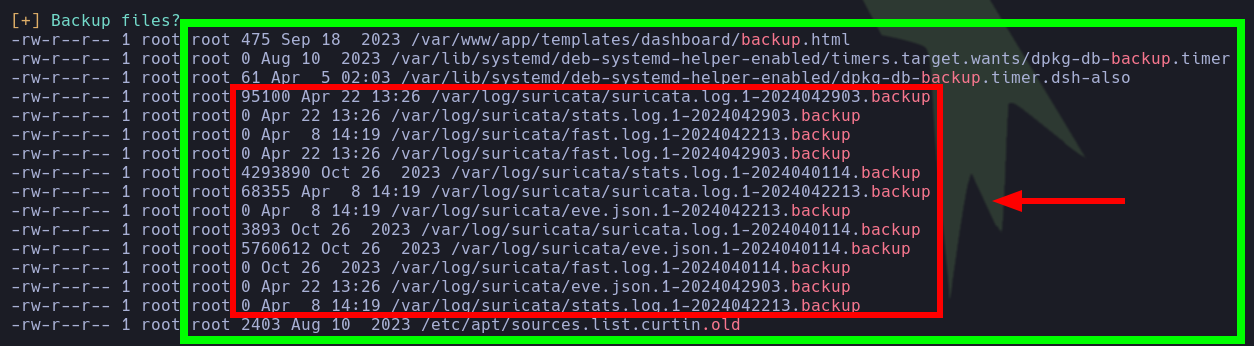 [+] Backup files?
-rw-r--r-- 1 root root 475 Sep 18  2023 /var/www/app/templates/dashboard/backup.html
-rw-r--r-- 1 root root 0 Aug 10  2023 /var/lib/systemd/deb-systemd-helper-enabled/timers.target.wants/dpkg-db-backup.timer
-rw-r--r-- 1 root root 61 Apr  5 02:03 /var/lib/systemd/deb-systemd-helper-enabled/dpkg-db-backup.timer.dsh-also
-rw-r--r-- 1 root root 95100 Apr 22 13:26 /var/log/suricata/suricata.log.1-2024042903.backup
-rw-r--r-- 1 root root 0 Apr 22 13:26 /var/log/suricata/stats.log.1-2024042903.backup
-rw-r--r-- 1 root root 0 Apr  8 14:19 /var/log/suricata/fast.log.1-2024042213.backup
-rw-r--r-- 1 root root 0 Apr 22 13:26 /var/log/suricata/fast.log.1-2024042903.backup
-rw-r--r-- 1 root root 4293890 Oct 26  2023 /var/log/suricata/stats.log.1-2024040114.backup
-rw-r--r-- 1 root root 68355 Apr  8 14:19 /var/log/suricata/suricata.log.1-2024042213.backup
-rw-r--r-- 1 root root 0 Apr  8 14:19 /var/log/suricata/eve.json.1-2024042213.backup
-rw-r--r-- 1 root root 3893 Oct 26  2023 /var/log/suricata/suricata.log.1-2024040114.backup
-rw-r--r-- 1 root root 5760612 Oct 26  2023 /var/log/suricata/eve.json.1-2024040114.backup
-rw-r--r-- 1 root root 0 Oct 26  2023 /var/log/suricata/fast.log.1-2024040114.backup
-rw-r--r-- 1 root root 0 Apr 22 13:26 /var/log/suricata/eve.json.1-2024042903.backup
-rw-r--r-- 1 root root 0 Apr  8 14:19 /var/log/suricata/stats.log.1-2024042213.backup
-rw-r--r-- 1 root root 2403 Aug 10  2023 /etc/apt/sources.list.curtin.old